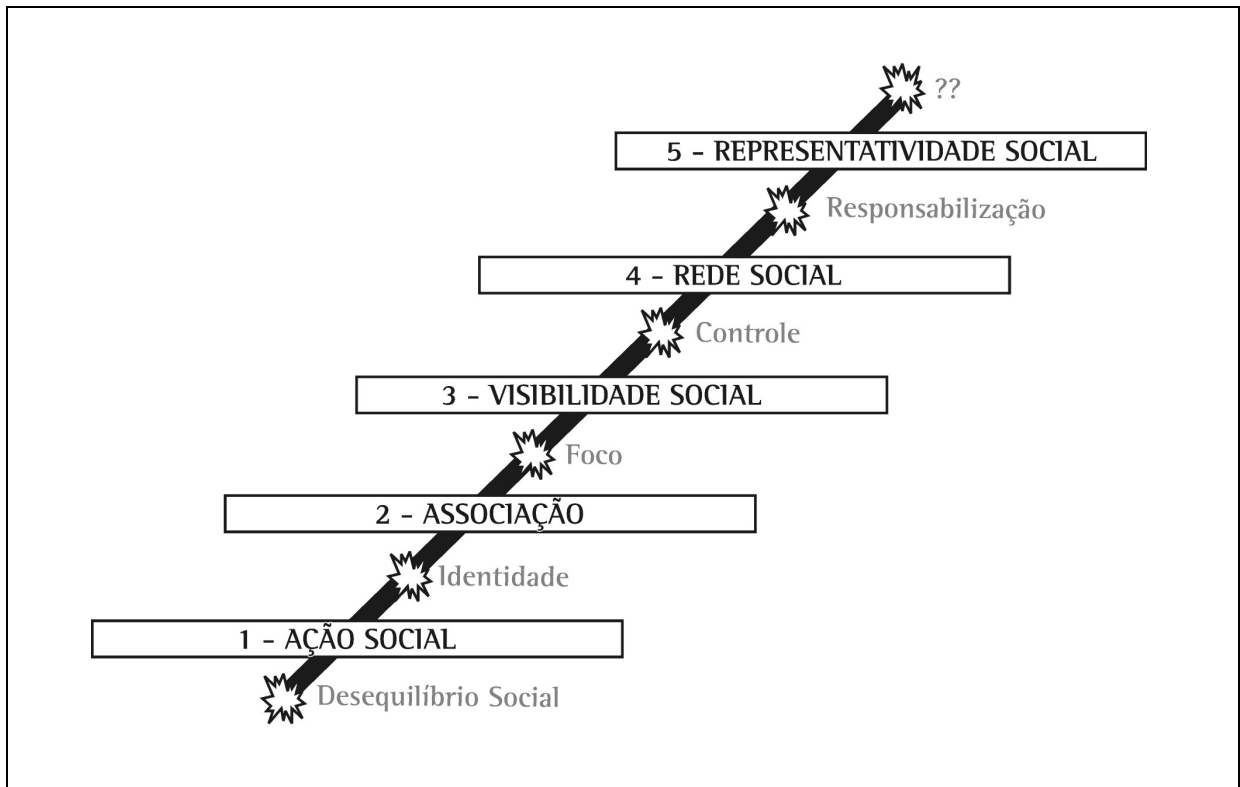 ??
5 - REPRESENTATIVIDADE SOCIAL
Responsabilização
4 - REDE SOCIAL
Controle
3 - VISIBILIDADE SOCIAL
Foco
2 - ASSOCIAÇÃO
Identidade
1 - AÇÃO SOCIAL
Desequilíbrio Social